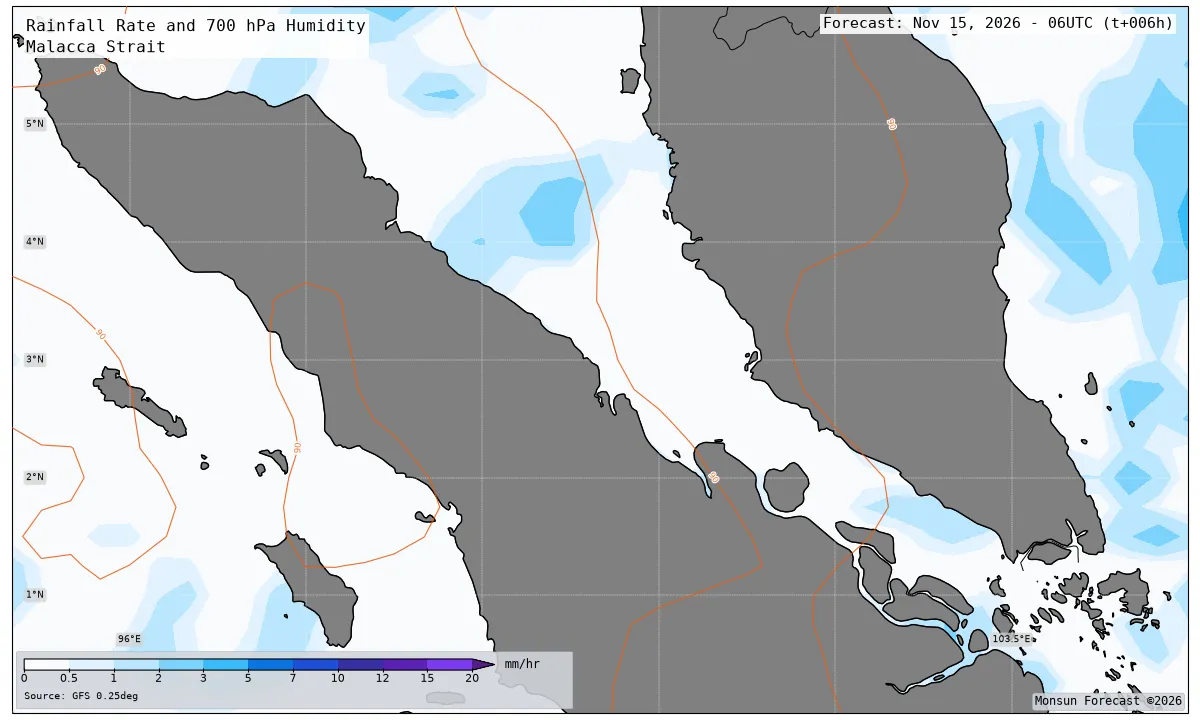 Rainfall Rate and 700 hPa Humidity
Malacca Strait
Forecast: Nov 15, 2026 - 06UTC (t+006h)
90
90
5°N
4°N
3°N
90
90
2°N
90
1°N
96°E
103.5°E
mm/hr
0 0.5 1 2 3 5 7 10 12 15 20
Source: GFS 0.25deg
Monsun Forecast ©2026